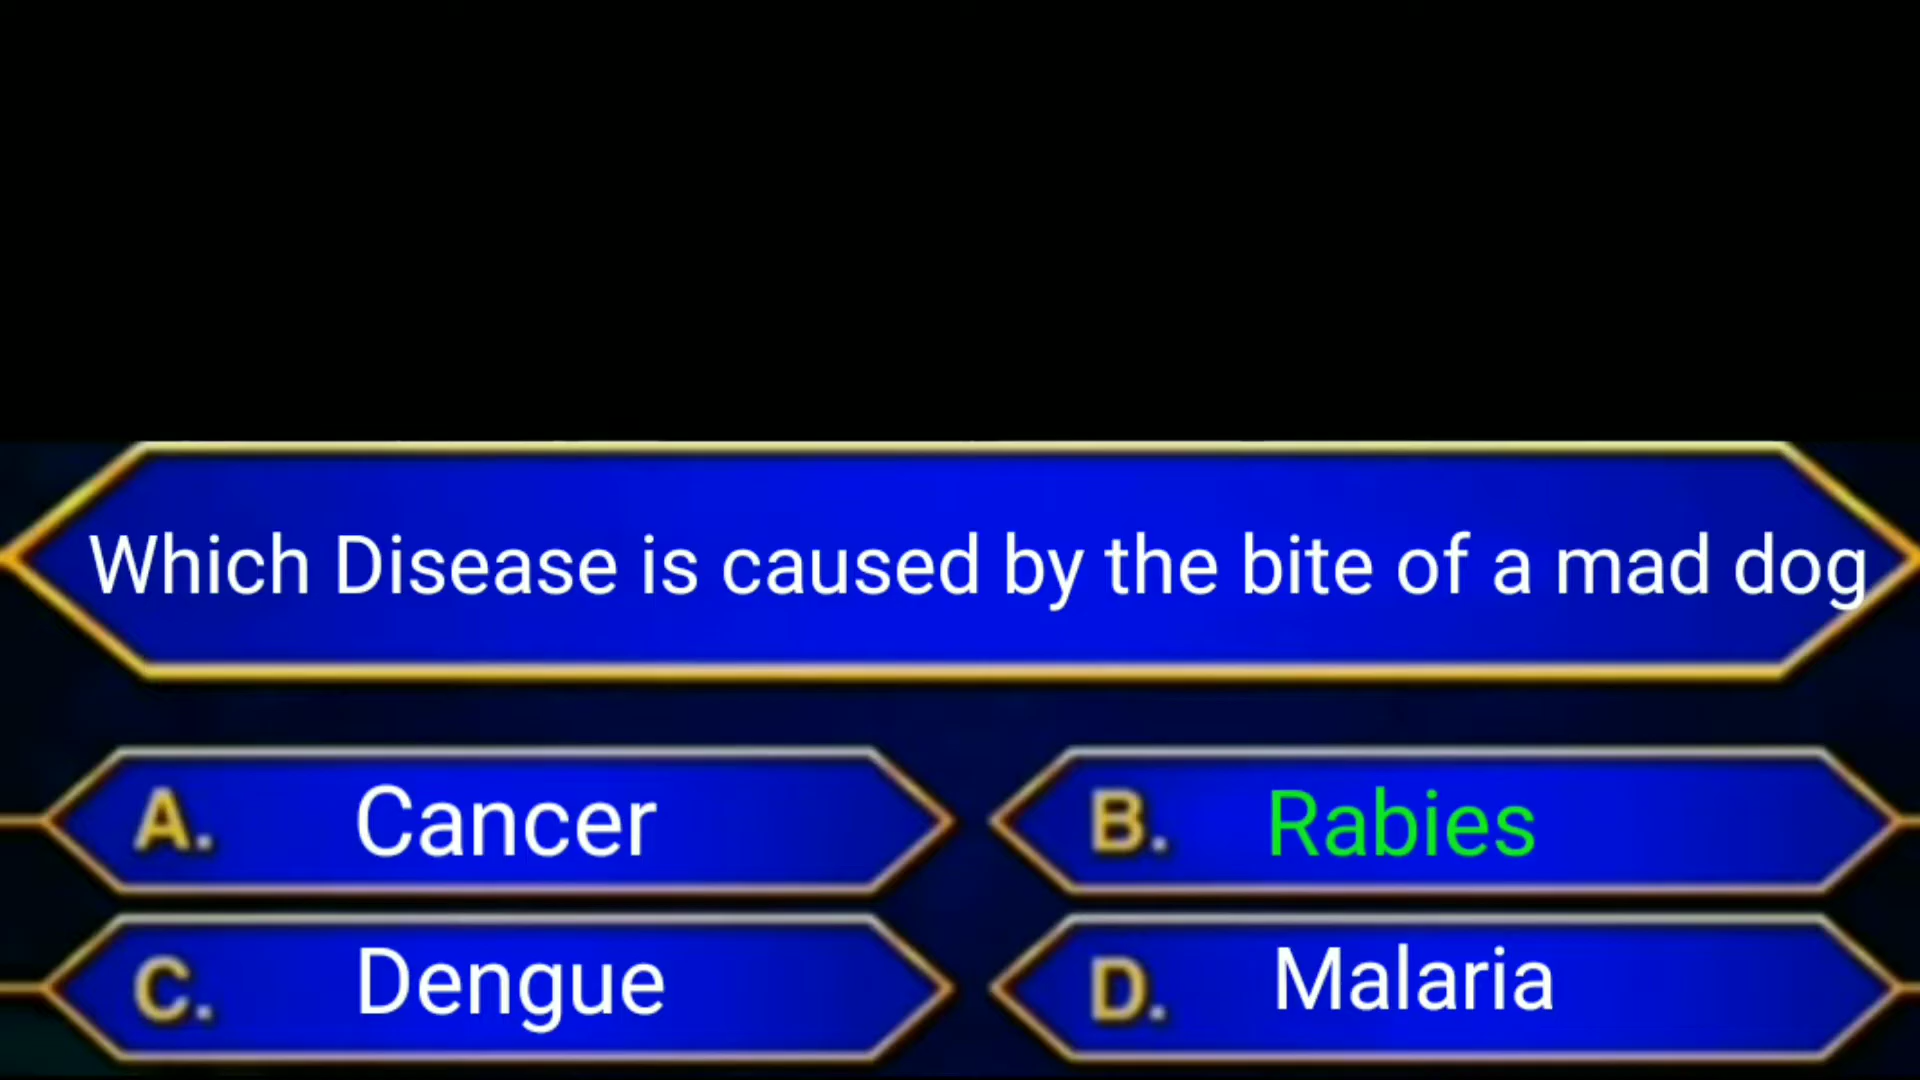 Which Disease is caused by the bite of a mad dog
A. Cancer
B. Rabies
C. Dengue
D. Malaria